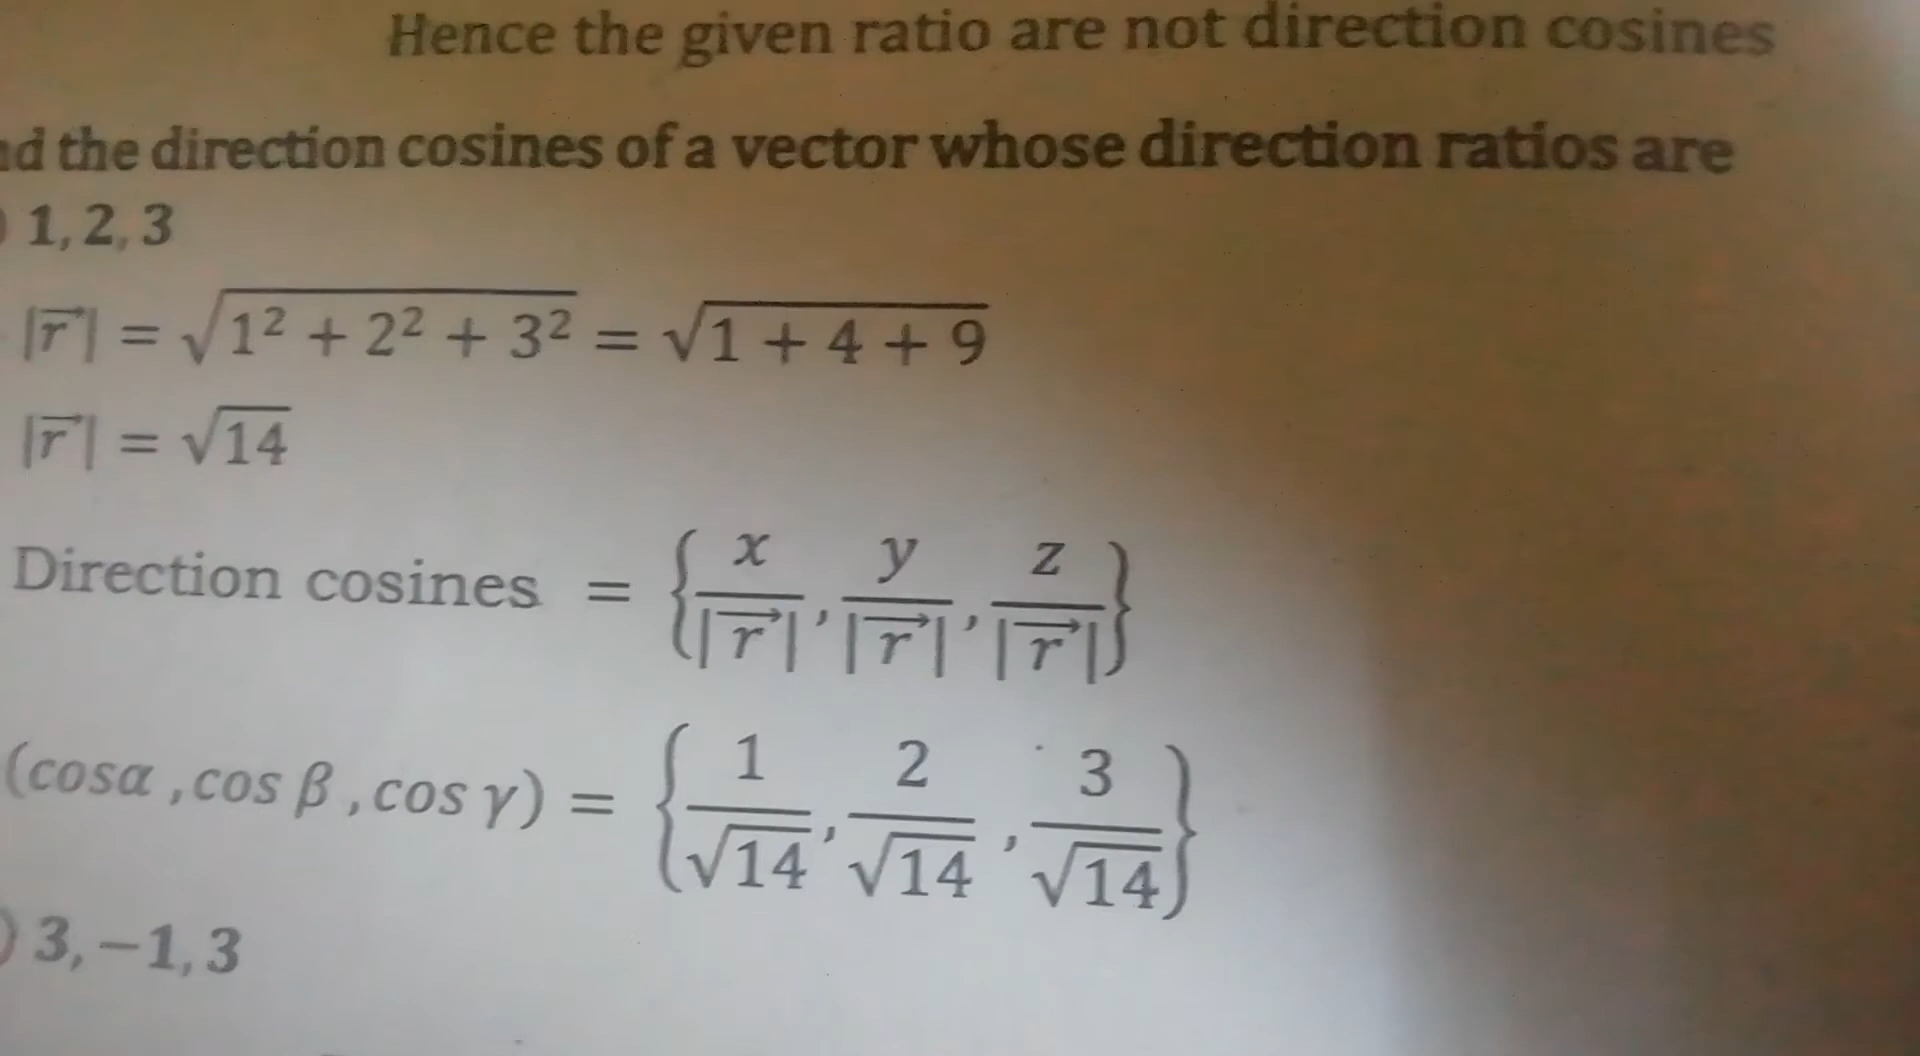 Hence the given ratio are not direction cosines
the direction cosines of a vector whose direction ratios are
1, 2, 3
|r⃗| = √(1² + 2² + 3²) = √(1 + 4 + 9)
|r⃗| = √14
Direction cosines = {x/|r⃗|, y/|r⃗|, z/|r⃗|}
(cosα , cos β , cos γ) = {1/√14, 2/√14, 3/√14}
) 3, −1, 3